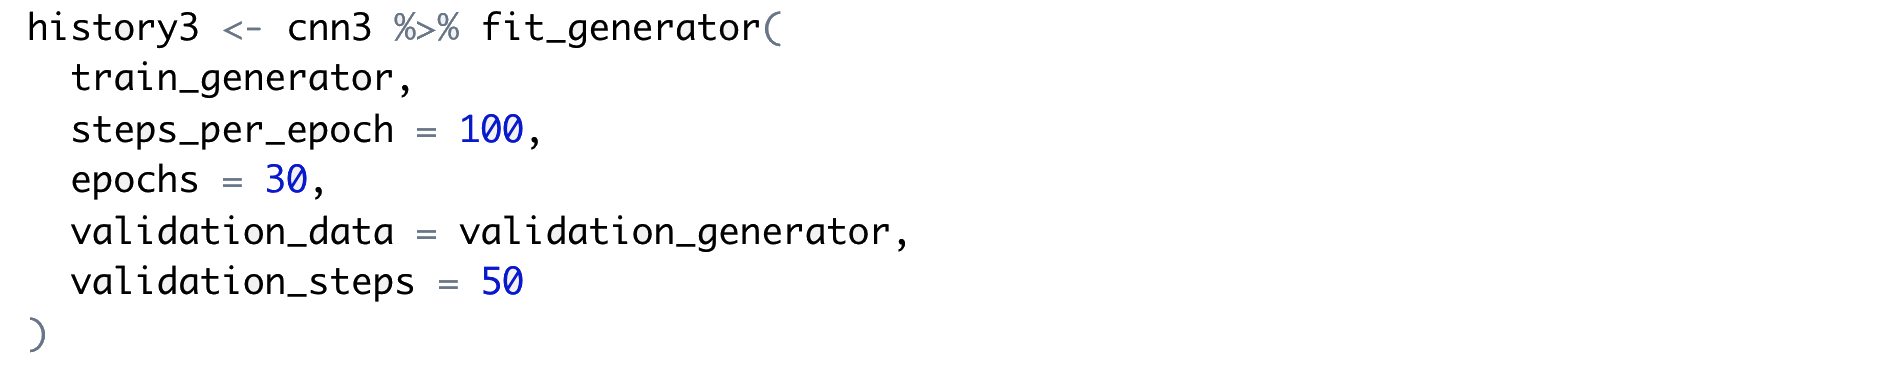 history3 <- cnn3 %>% fit_generator(
  train_generator,
  steps_per_epoch = 100,
  epochs = 30,
  validation_data = validation_generator,
  validation_steps = 50
)